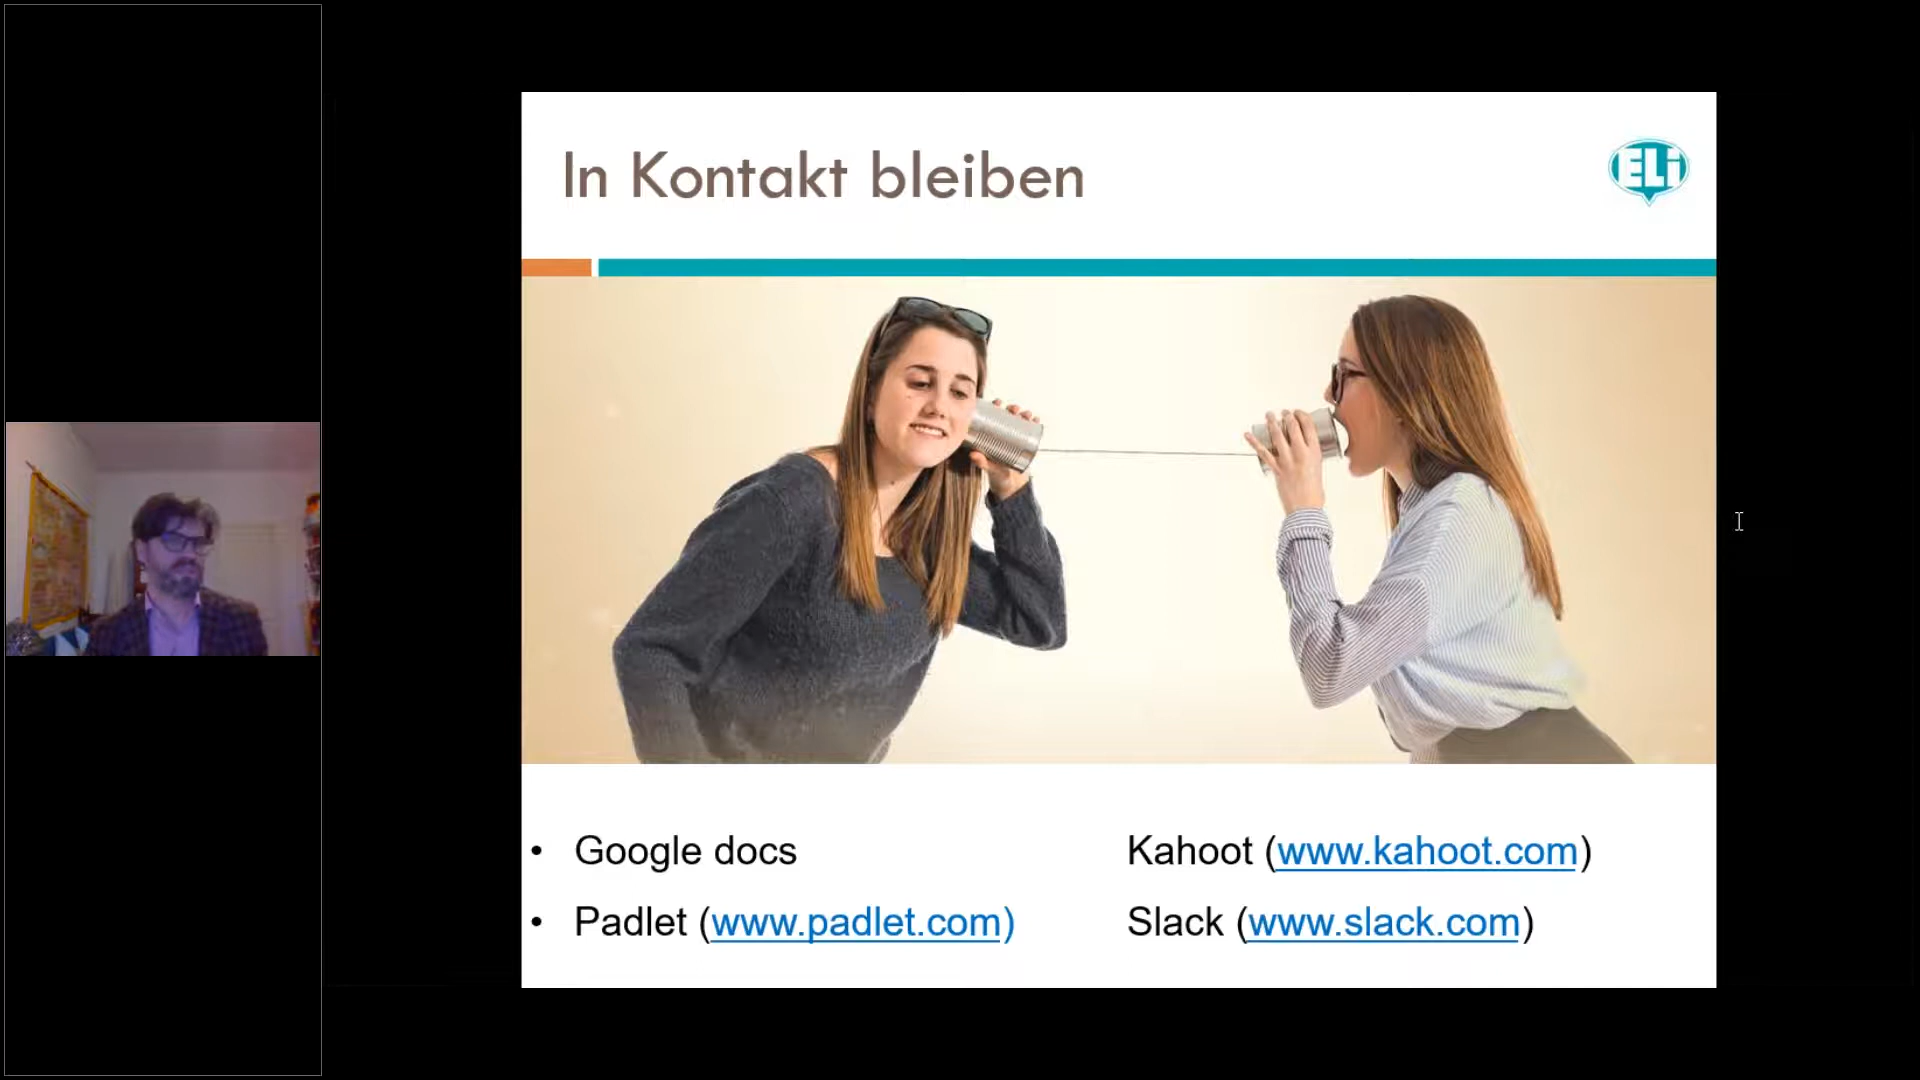 In Kontakt bleiben
ELi
• Google docs
Kahoot (www.kahoot.com)
• Padlet (www.padlet.com)
Slack (www.slack.com)